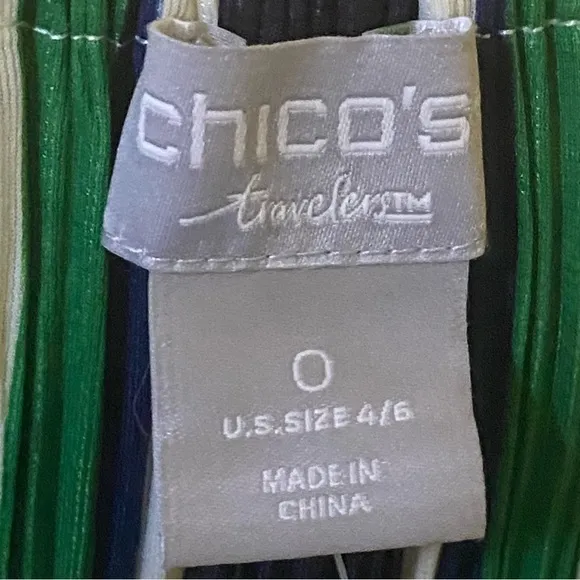 chico's
travelers™
0
U.S. SIZE 4/6
MADE IN
CHINA